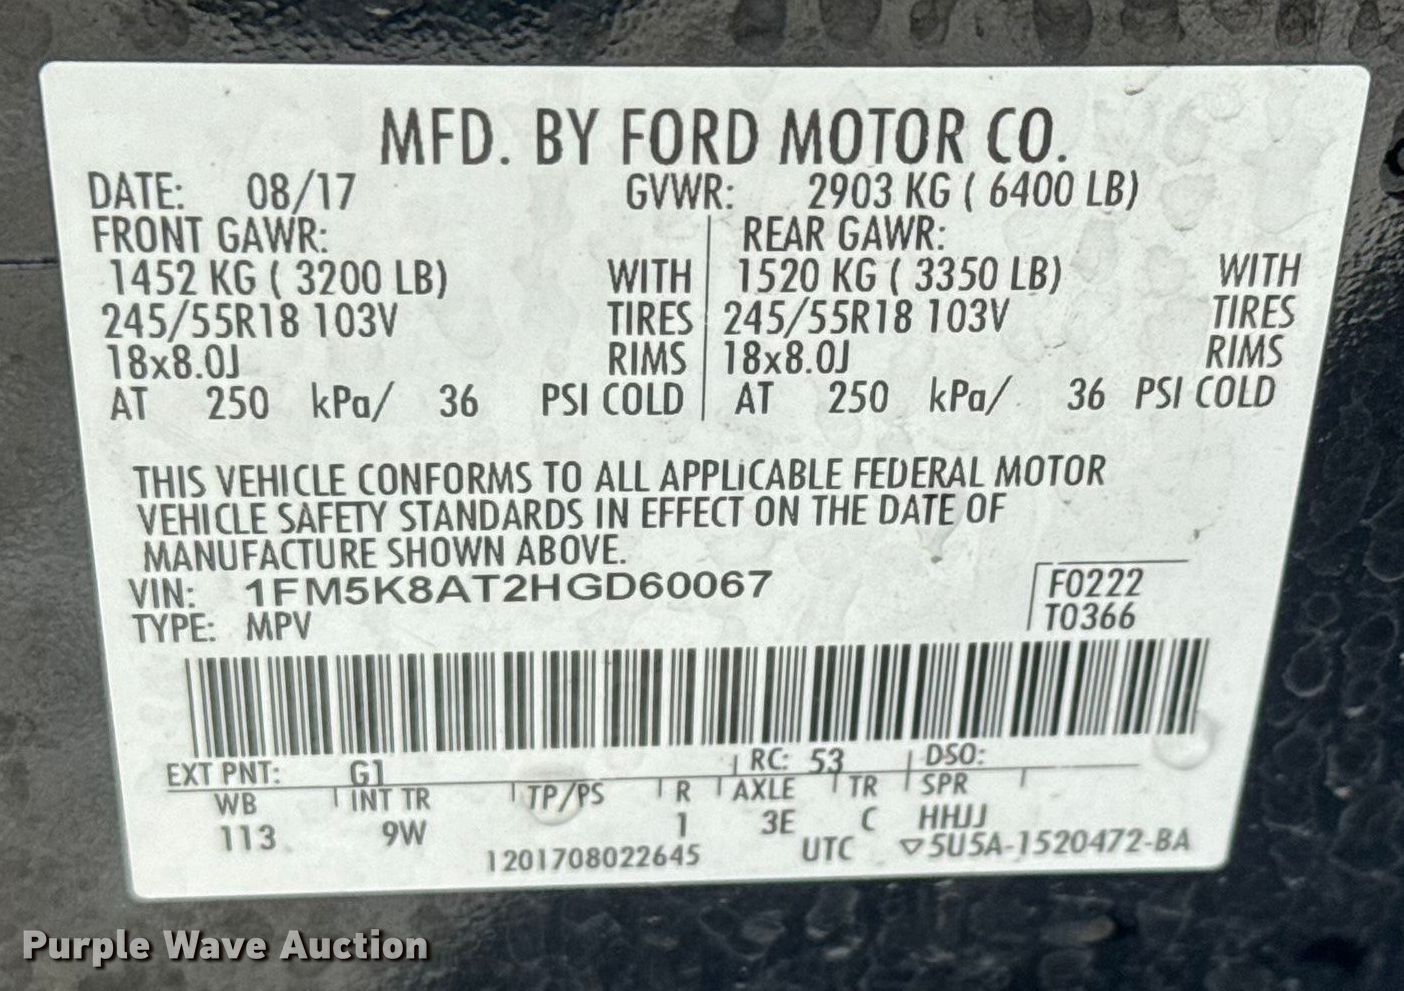 MFD. BY FORD MOTOR CO.
DATE: 08/17 GVWR: 2903 KG ( 6400 LB)
FRONT GAWR: REAR GAWR:
1452 KG ( 3200 LB) WITH 1520 KG ( 3350 LB) WITH
245/55R18 103V TIRES 245/55R18 103V TIRES
18x8.0J RIMS 18x8.0J RIMS
AT 250 kPa/ 36 PSI COLD AT 250 kPa/ 36 PSI COLD
THIS VEHICLE CONFORMS TO ALL APPLICABLE FEDERAL MOTOR
VEHICLE SAFETY STANDARDS IN EFFECT ON THE DATE OF
MANUFACTURE SHOWN ABOVE.
VIN: 1FM5K8AT2HGD60067 F0222
TYPE: MPV T0366
EXT PNT: G1 RC: 53 DSO:
WB INT TR TP/PS R AXLE TR SPR
113 9W 1 3E C HHJJ
1201708022645 UTC ▽5U5A-1520472-BA
Purple Wave Auction